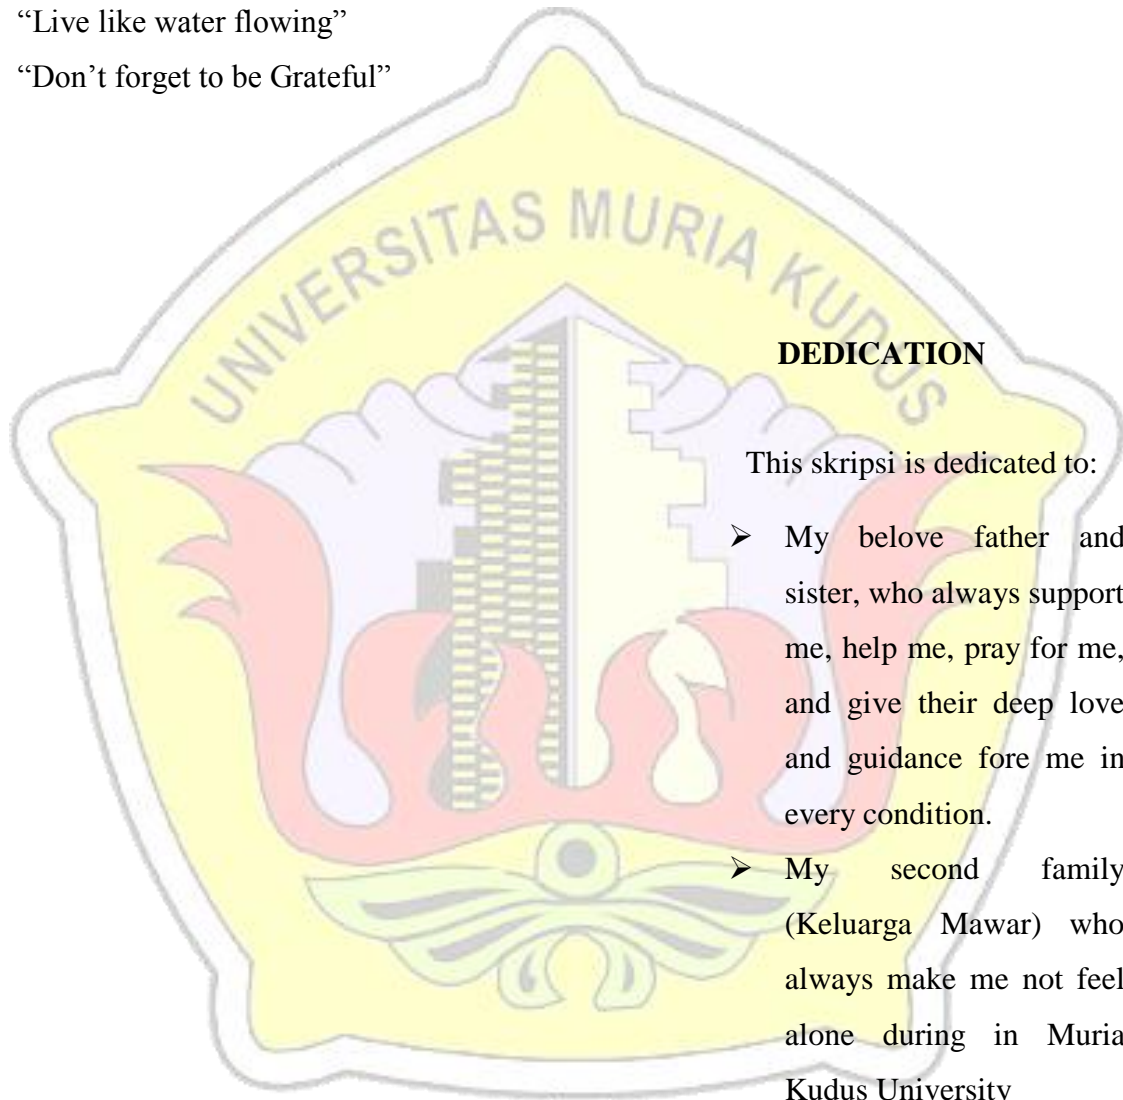 “Live like water flowing”
“Don’t forget to be Grateful”
UNIVERSITAS MURIA KUDUS
DEDICATION
This skripsi is dedicated to:
➢ My belove father and
sister, who always support
me, help me, pray for me,
and give their deep love
and guidance fore me in
every condition.
➢ My second family
(Keluarga Mawar) who
always make me not feel
alone during in Muria
Kudus University